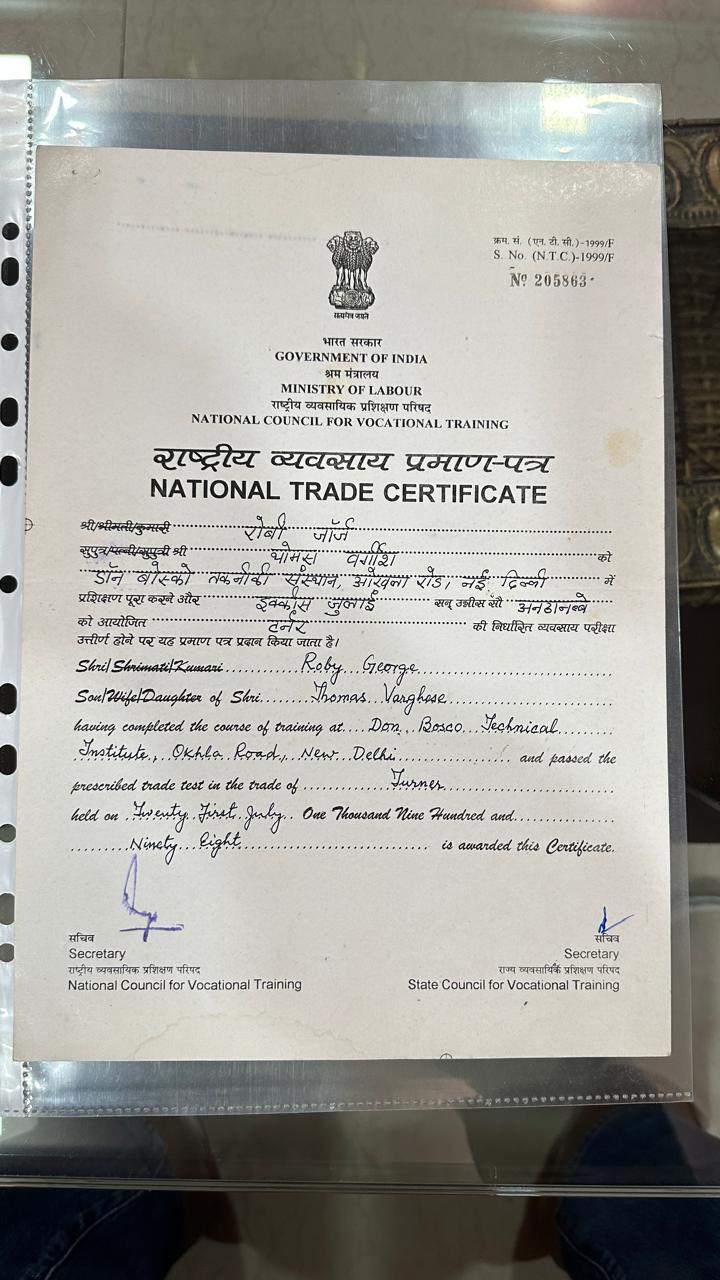 क्रम. सं. (एन. टी. सी.)-1999/F
S. No. (N.T.C.)-1999/F
№ 205863
सत्यमेव जयते
भारत सरकार
GOVERNMENT OF INDIA
श्रम मंत्रालय
MINISTRY OF LABOUR
राष्ट्रीय व्यवसायिक प्रशिक्षण परिषद
NATIONAL COUNCIL FOR VOCATIONAL TRAINING
राष्ट्रीय व्यवसाय प्रमाण-पत्र
NATIONAL TRADE CERTIFICATE
श्री/श्रीमती/कुमारी रोबी जॉर्ज
सुपुत्र/पत्नी/सुपुत्री श्री थोमस वर्गीश को
डॉन बोस्को तकनीकी संस्थान, ओखला रोड, नई दिल्ली में
प्रशिक्षण पूरा करने और इक्कीस जुलाई सन् उन्नीस सौ अनठानव्वे
को आयोजित टर्नर की निर्धारित व्यवसाय परीक्षा
उत्तीर्ण होने पर यह प्रमाण पत्र प्रदान किया जाता है।
Shri/Shrimati/Kumari Roby George
Son/Wife/Daughter of Shri Thomas Varghese
having completed the course of training at Don Bosco Technical
Institute, Okhla Road, New Delhi and passed the
prescribed trade test in the trade of Turner
held on Twenty First July One Thousand Nine Hundred and
Ninety Eight is awarded this Certificate.
सचिव
Secretary
राष्ट्रीय व्यवसायिक प्रशिक्षण परिषद
National Council for Vocational Training
सचिव
Secretary
राज्य व्यवसायिक प्रशिक्षण परिषद
State Council for Vocational Training